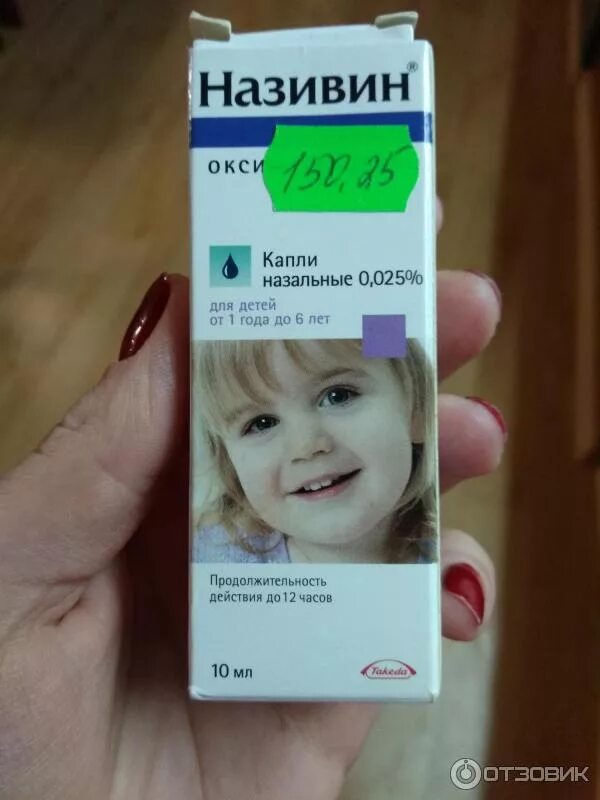 Називин®
окси
150,25
Капли
назальные 0,025%
для детей
от 1 года до 6 лет
Продолжительность
действия до 12 часов
10 мл
Takeda
ОТЗОВИК